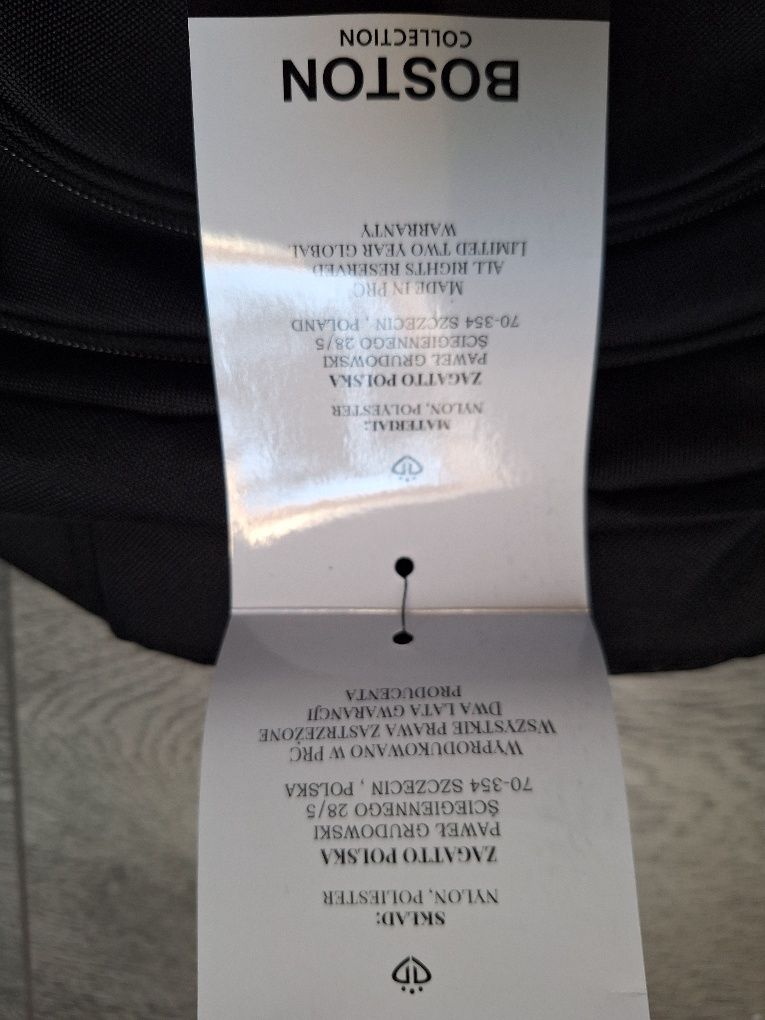 SKŁAD:
NYLON, POLIESTER
ZAGATTO POLSKA
PAWEŁ GRUDOWSKI
ŚCIEGIENNEGO 28/5
70-354 SZCZECIN , POLSKA
WYPRODUKOWANO W PRC
WSZYSTKIE PRAWA ZASTRZEŻONE
DWA LATA GWARANCJI
PRODUCENTA
MATERIAL:
NYLON, POLYESTER
ZAGATTO POLSKA
PAWEŁ GRUDOWSKI
ŚCIEGIENNEGO 28/5
70-354 SZCZECIN , POLAND
MADE IN PRC
ALL RIGHTS RESERVED
LIMITED TWO YEAR GLOBAL
WARRANTY
BOSTON
COLLECTION